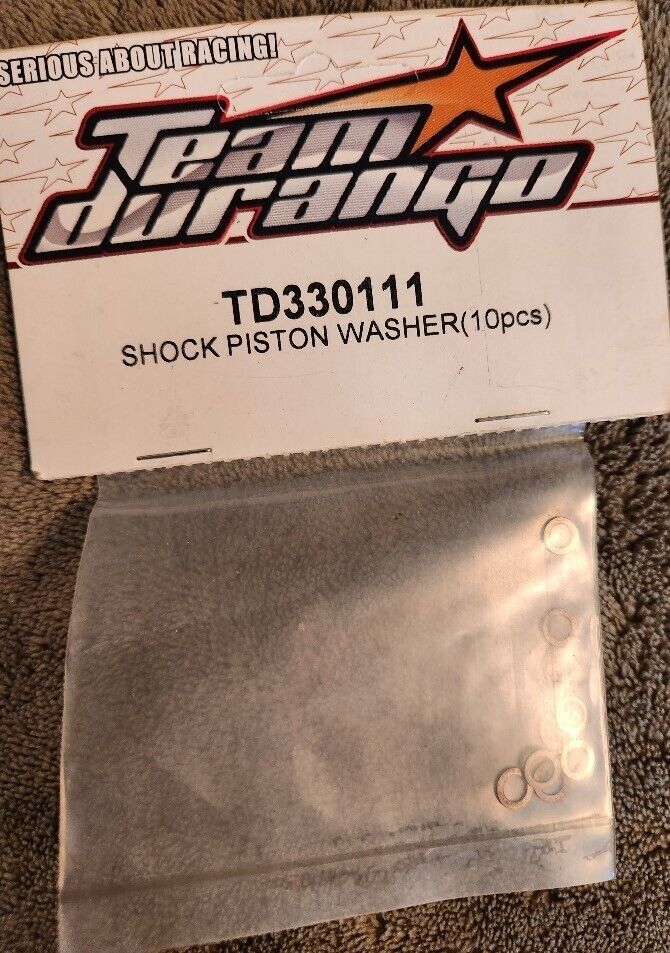 SERIOUS ABOUT RACING!
Team
durango
TD330111
SHOCK PISTON WASHER(10pcs)